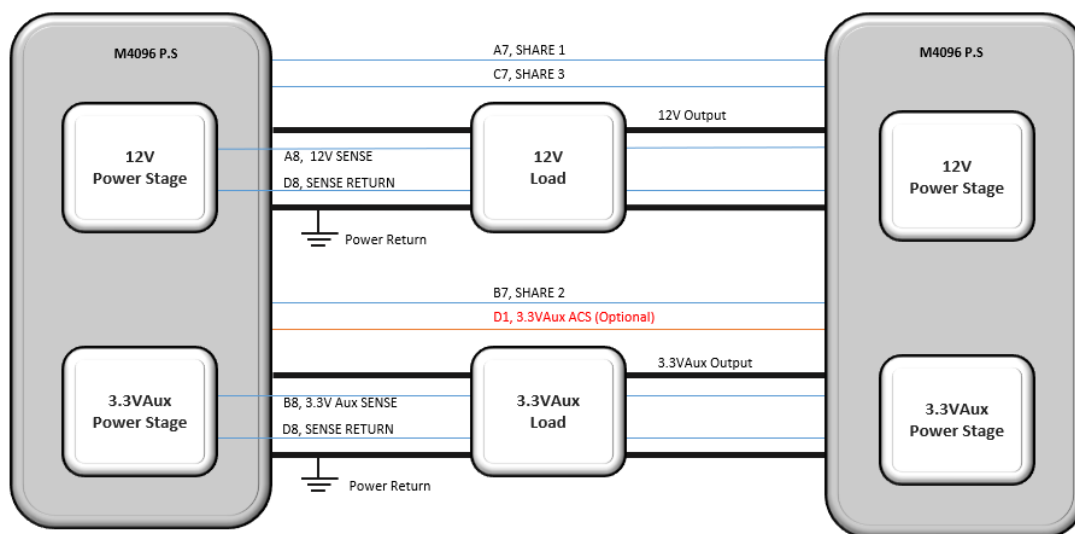 M4096 P.S
A7, SHARE 1
M4096 P.S
C7, SHARE 3
12V Output
12V
Power Stage
A8, 12V SENSE
D8, SENSE RETURN
12V
Load
12V
Power Stage
Power Return
B7, SHARE 2
D1, 3.3VAux ACS (Optional)
3.3VAux Output
3.3VAux
Power Stage
B8, 3.3V Aux SENSE
D8, SENSE RETURN
3.3VAux
Load
3.3VAux
Power Stage
Power Return